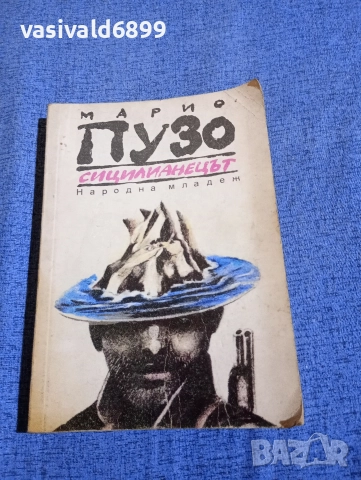 vasivald6899
МАРИО
ПУЗО
СИЦИЛИАНЕЦЪТ
Народна младеж
BAZAR